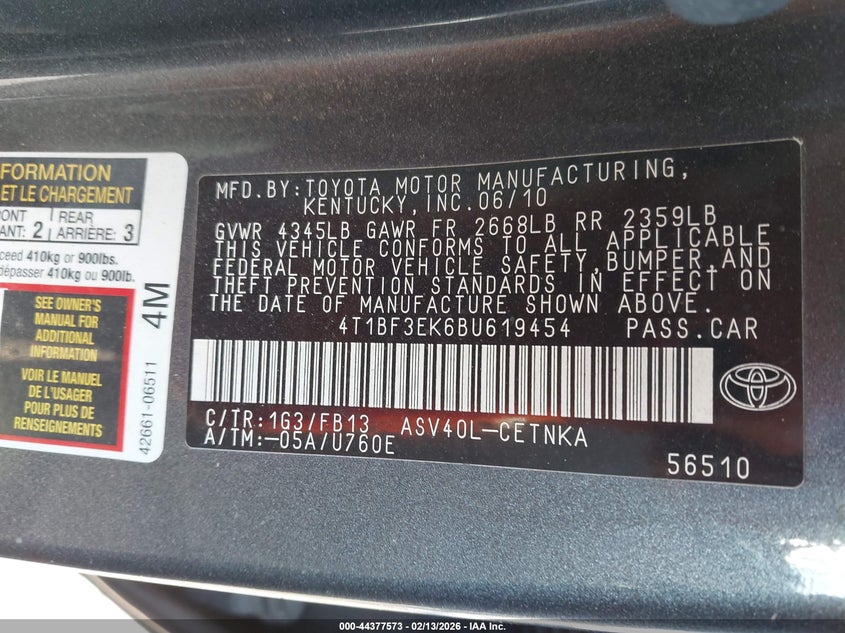 FORMATION
ET LE CHARGEMENT
ANT: 2 REAR ARRIÈRE: 3
ceed 410kg or 900lbs.
dépasser 410kg ou 900lb.
SEE OWNER'S
MANUAL FOR
ADDITIONAL
INFORMATION
VOIR LE MANUEL
DE L'USAGER
POUR PLUS DE
RENSEIGNEMENTS
4M
42661-06511
MFD.BY:TOYOTA MOTOR MANUFACTURING,
KENTUCKY,INC.06/10
GVWR 4345LB GAWR FR 2668LB RR 2359LB
THIS VEHICLE CONFORMS TO ALL APPLICABLE
FEDERAL MOTOR VEHICLE SAFETY,BUMPER,AND
THEFT PREVENTION STANDARDS IN EFFECT ON
THE DATE OF MANUFACTURE SHOWN ABOVE.
4T1BF3EK6BU619454 PASS.CAR
C/TR:1G3/FB13 ASV40L-CETNKA
A/TM:-05A/U760E
56510
000-44377573 - 02/13/2026 - IAA Inc.